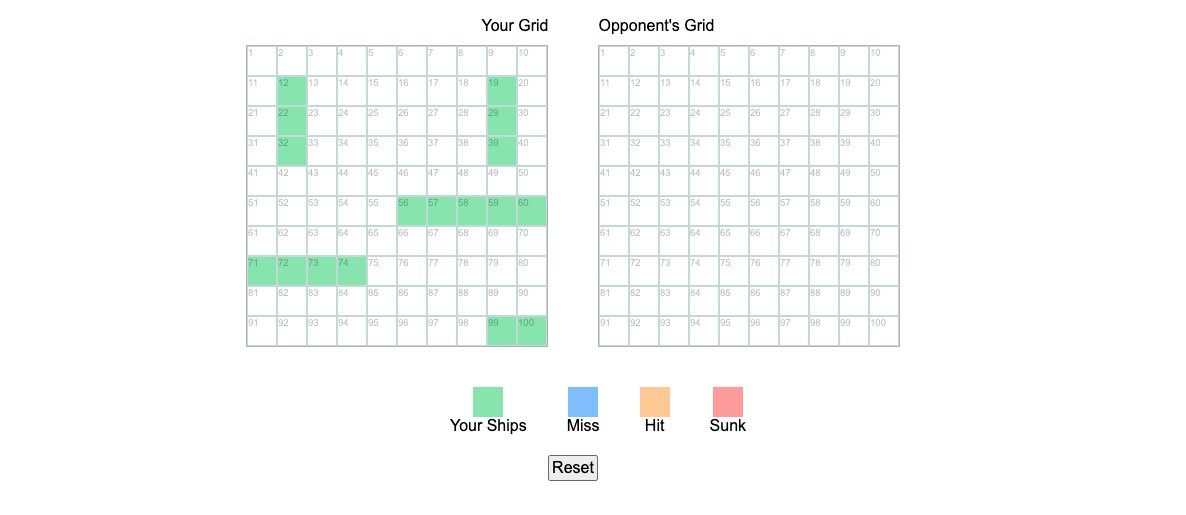 Your Grid Opponent's Grid
1 2 3 4 5 6 7 8 9 10 1 2 3 4 5 6 7 8 9 10
11 12 13 14 15 16 17 18 19 20 11 12 13 14 15 16 17 18 19 20
21 22 23 24 25 26 27 28 29 30 21 22 23 24 25 26 27 28 29 30
31 32 33 34 35 36 37 38 39 40 31 32 33 34 35 36 37 38 39 40
41 42 43 44 45 46 47 48 49 50 41 42 43 44 45 46 47 48 49 50
51 52 53 54 55 56 57 58 59 60 51 52 53 54 55 56 57 58 59 60
61 62 63 64 65 66 67 68 69 70 61 62 63 64 65 66 67 68 69 70
71 72 73 74 75 76 77 78 79 80 71 72 73 74 75 76 77 78 79 80
81 82 83 84 85 86 87 88 89 90 81 82 83 84 85 86 87 88 89 90
91 92 93 94 95 96 97 98 99 100 91 92 93 94 95 96 97 98 99 100
Your Ships Miss Hit Sunk
Reset